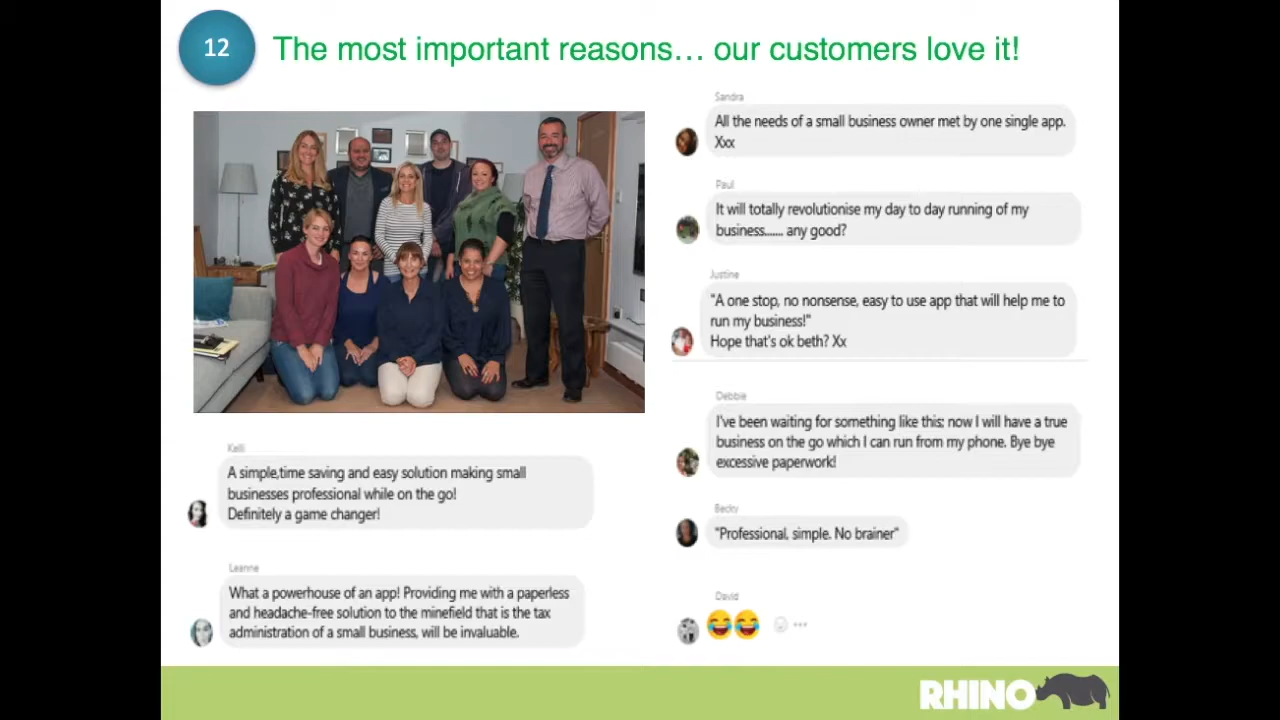 12
The most important reasons… our customers love it!
Kelli
A simple,time saving and easy solution making small
businesses professional while on the go!
Definitely a game changer!
Leanne
What a powerhouse of an app! Providing me with a paperless
and headache-free solution to the minefield that is the tax
administration of a small business, will be invaluable.
Sandra
All the needs of a small business owner met by one single app.
Xxx
Paul
It will totally revolutionise my day to day running of my
business....... any good?
Justine
"A one stop, no nonsense, easy to use app that will help me to
run my business!"
Hope that's ok beth? Xx
Debbie
I've been waiting for something like this; now I will have a true
business on the go which I can run from my phone. Bye bye
excessive paperwork!
Becky
"Professional, simple. No brainer"
David
RHINO